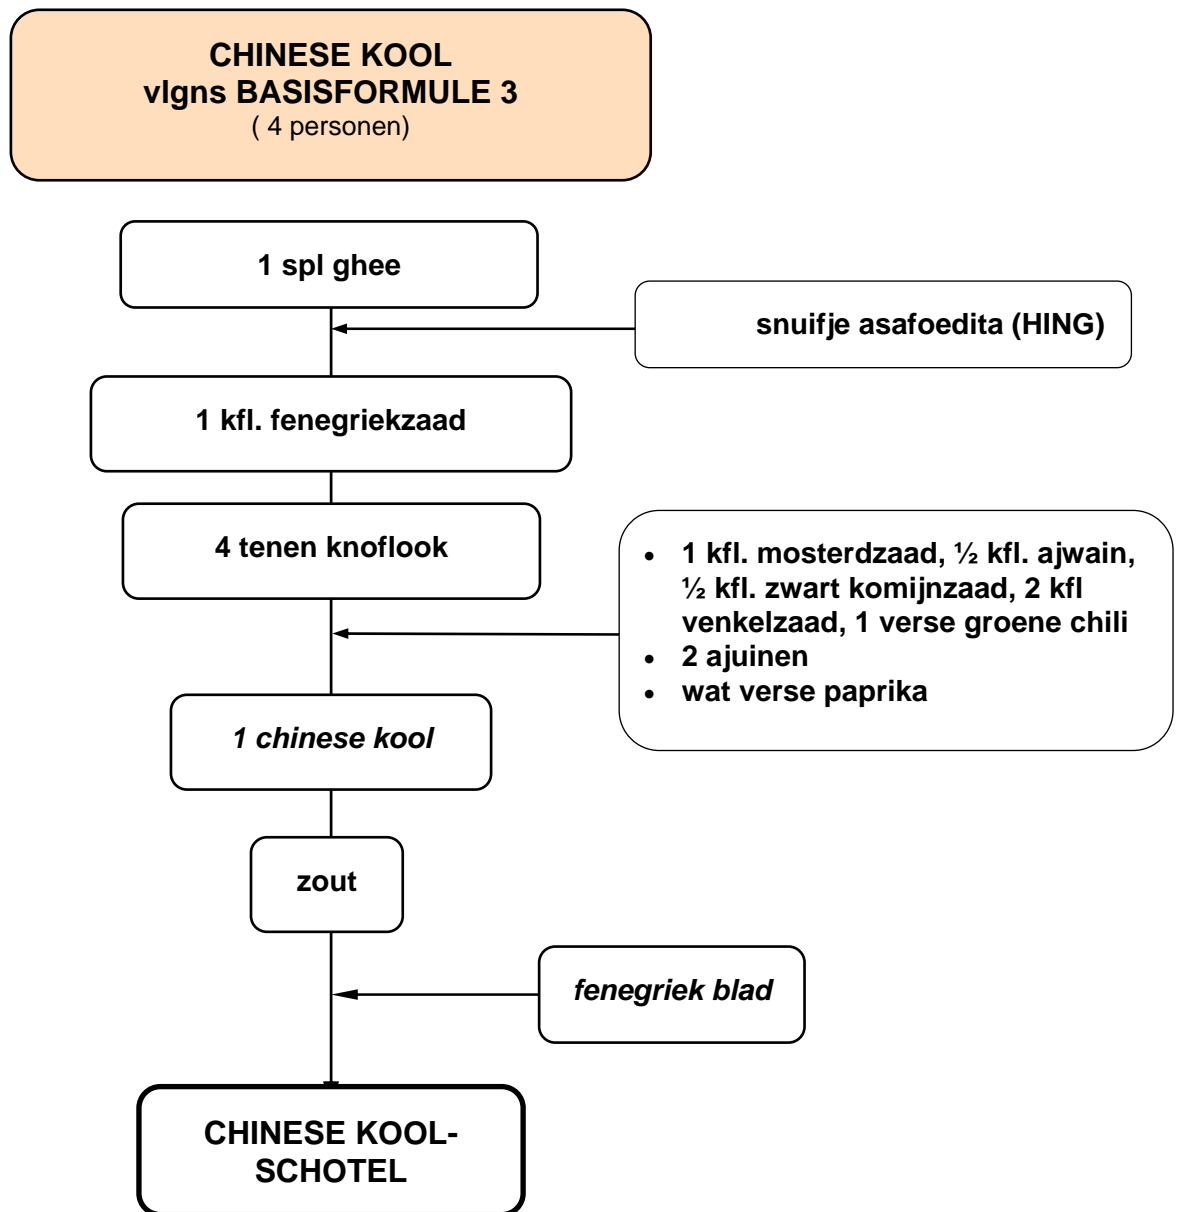 CHINESE KOOL
vlgns BASISFORMULE 3
( 4 personen)
1 spl ghee
snuifje asafoedita (HING)
1 kfl. fenegriekzaad
4 tenen knoflook
• 1 kfl. mosterdzaad, ½ kfl. ajwain,
½ kfl. zwart komijnzaad, 2 kfl
venkelzaad, 1 verse groene chili
• 2 ajuinen
• wat verse paprika
1 chinese kool
zout
fenegriek blad
CHINESE KOOL-
SCHOTEL